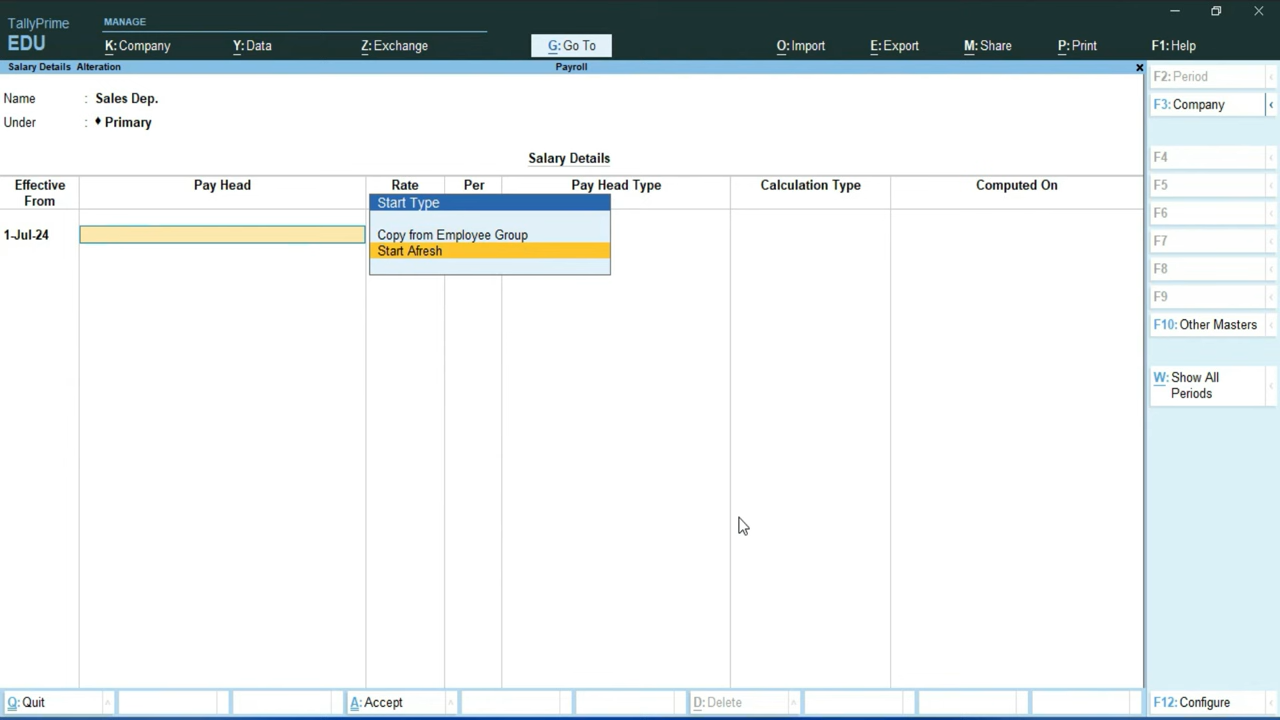 TallyPrime
EDU
MANAGE
K: Company
Y: Data
Z: Exchange
G: Go To
O: Import
E: Export
M: Share
P: Print
F1: Help
Salary Details Alteration
Payroll
Name : Sales Dep.
Under : ♦ Primary
Salary Details
Effective From
Pay Head
Rate
Per
Pay Head Type
Calculation Type
Computed On
1-Jul-24
Start Type
Copy from Employee Group
Start Afresh
F2: Period
F3: Company
F4
F5
F6
F7
F8
F9
F10: Other Masters
W: Show All
Periods
Q: Quit
A: Accept
D: Delete
F12: Configure